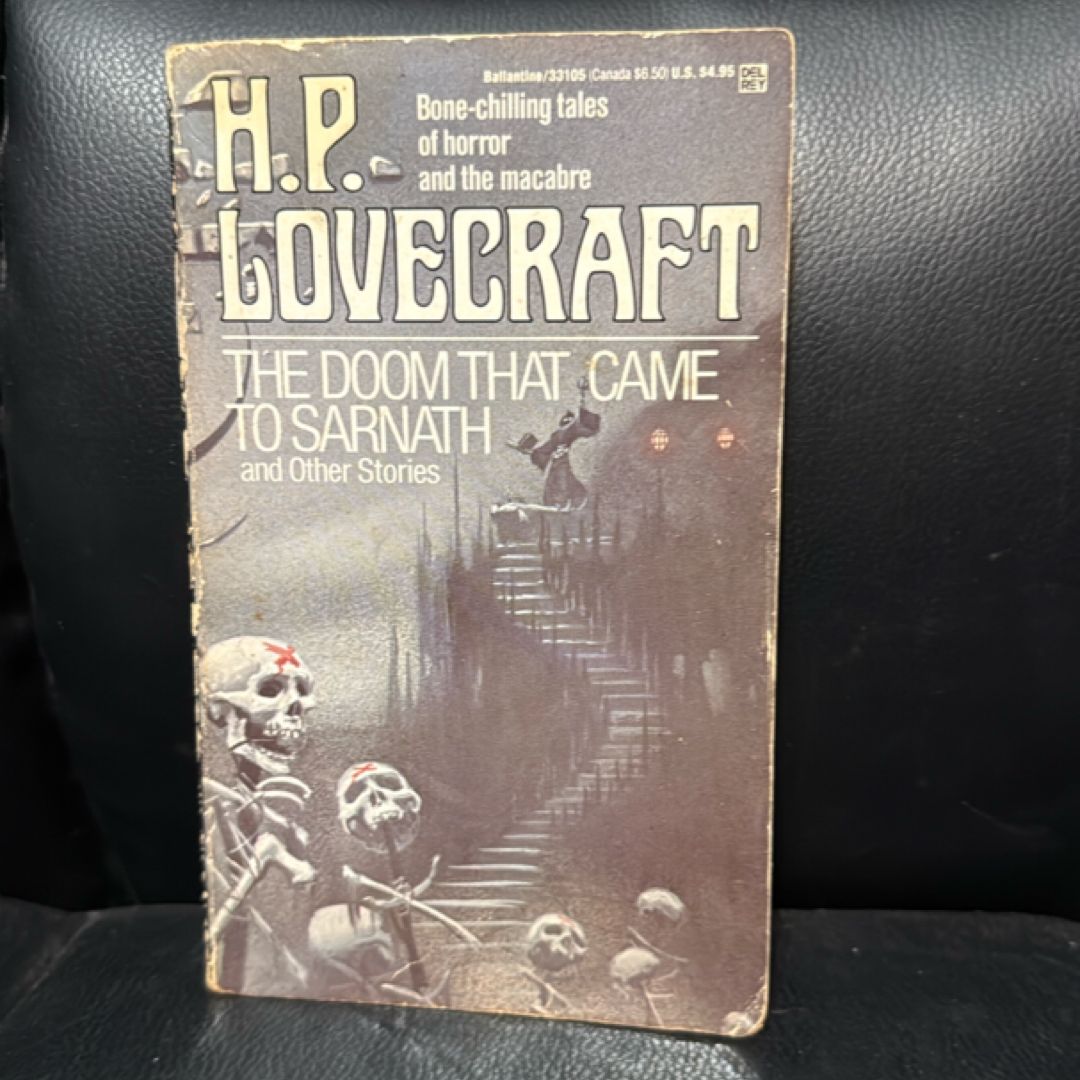 Ballantine/33105 (Canada $6.50) U.S. $4.95 DEL
REY
H.P.
Bone-chilling tales
of horror
and the macabre
LOVECRAFT
THE DOOM THAT CAME
TO SARNATH
and Other Stories